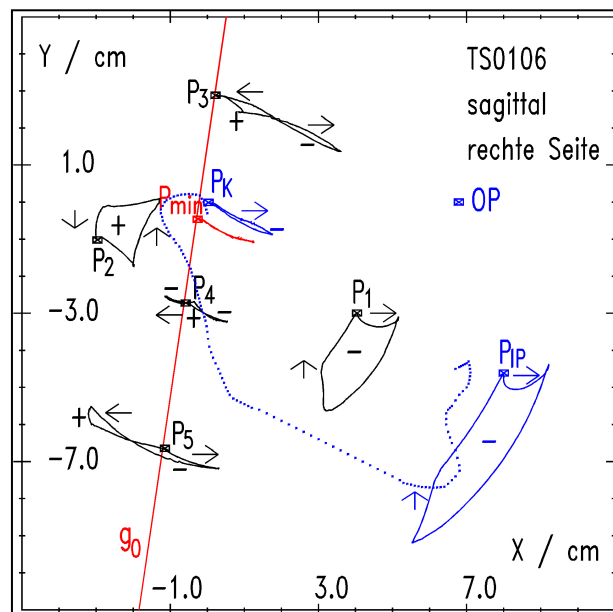 Y / cm
TS0106
sagittal
rechte Seite
OP
P3
+
-
1.0
Pmin
PK
-
+
P2
-
P4
-
+
-3.0
P1
-
PIP
-
+
P5
-
-7.0
g0
X / cm
-1.0
3.0
7.0